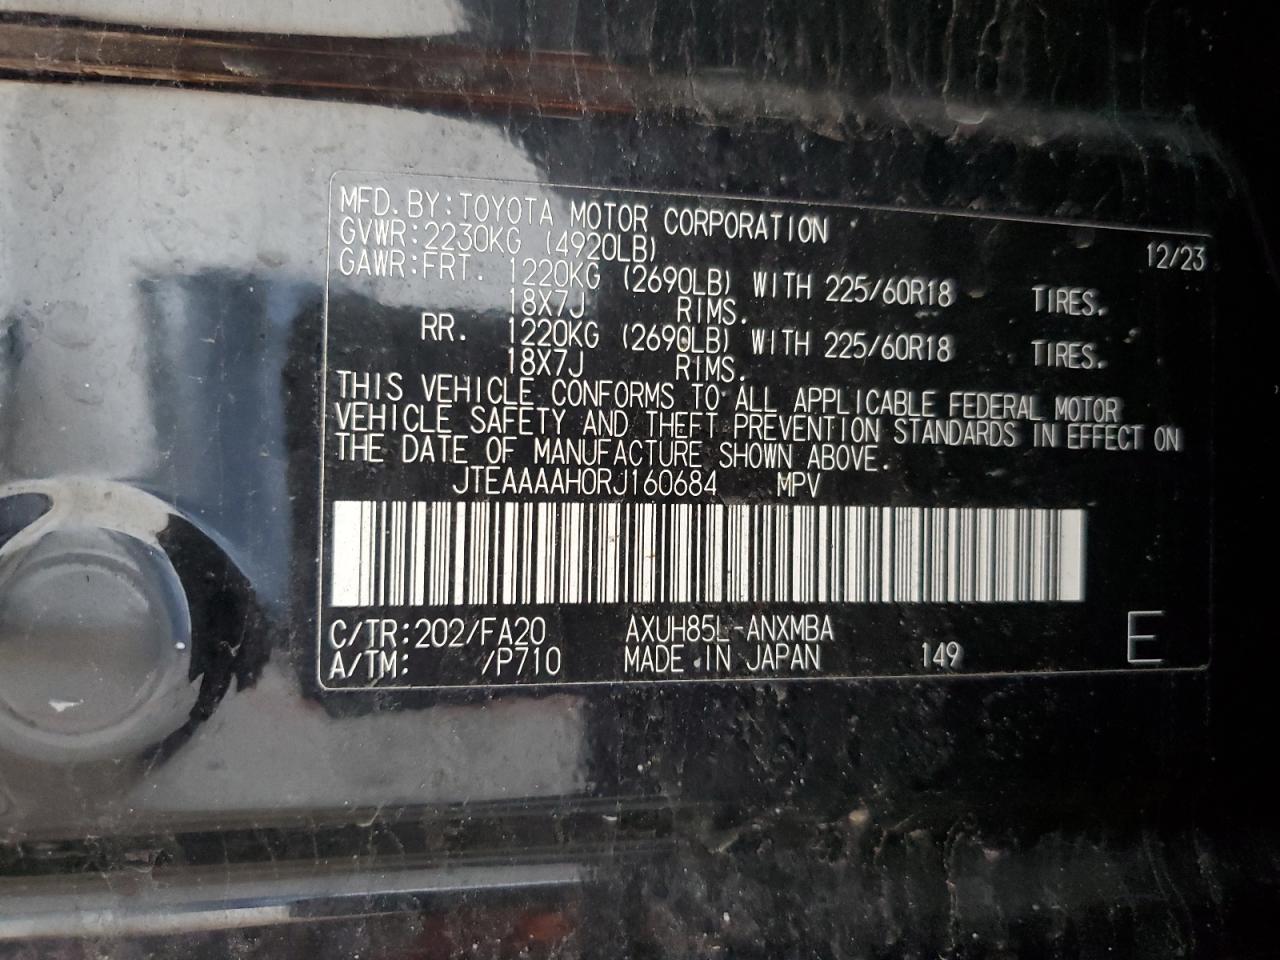 MFD. BY: TOYOTA MOTOR CORPORATION 12/23
GVWR: 2230KG (4920LB)
GAWR: FRT. 1220KG (2690LB) WITH 225/60R18 TIRES.
18X7J RIMS.
RR. 1220KG (2690LB) WITH 225/60R18 TIRES.
18X7J RIMS.
THIS VEHICLE CONFORMS TO ALL APPLICABLE FEDERAL MOTOR
VEHICLE SAFETY AND THEFT PREVENTION STANDARDS IN EFFECT ON
THE DATE OF MANUFACTURE SHOWN ABOVE.
JTEAAAAH0RJ160684 MPV
C/TR: 202/FA20 AXUH85L-ANXMBA
A/TM: /P710 MADE IN JAPAN 149 E